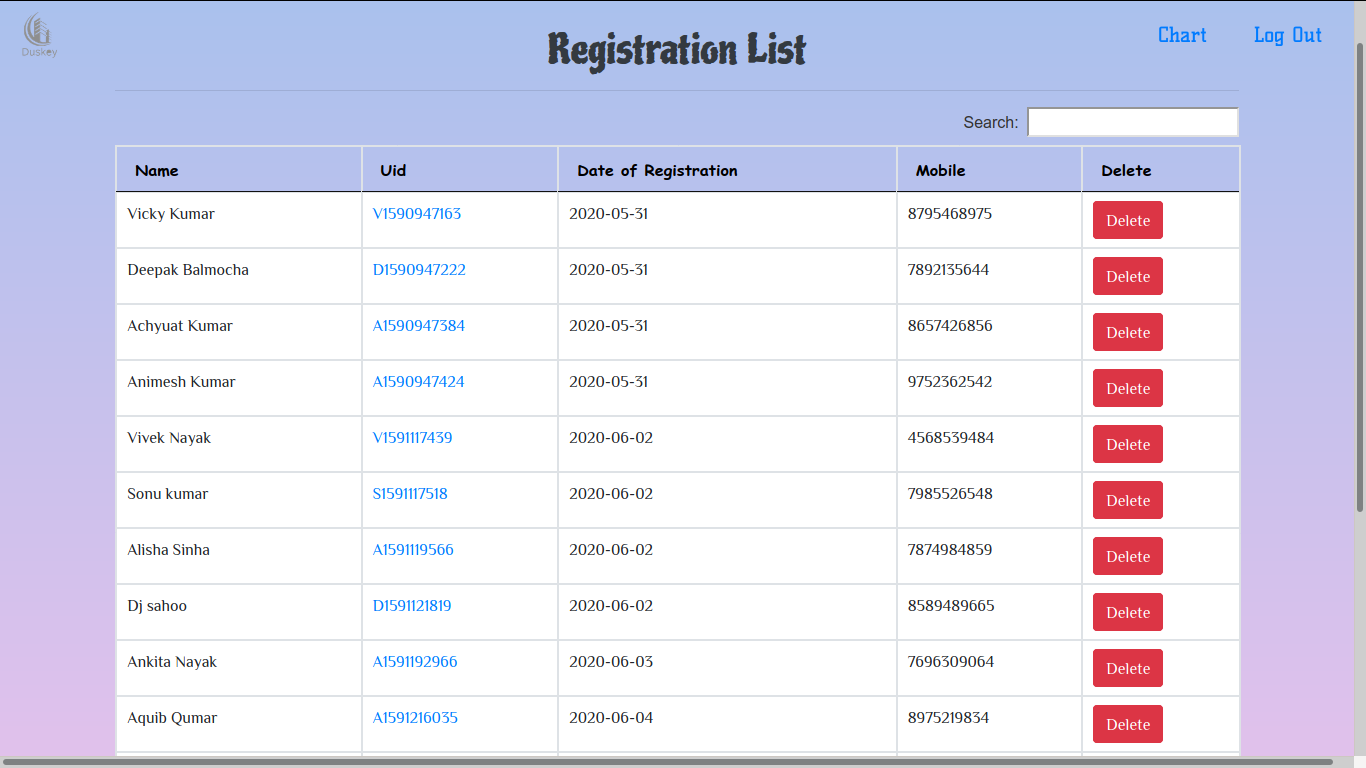 Duskey
Registration List
Chart Log Out
Search:
Name Uid Date of Registration Mobile Delete
Vicky Kumar V1590947163 2020-05-31 8795468975 Delete
Deepak Balmocha D1590947222 2020-05-31 7892135644 Delete
Achyuat Kumar A1590947384 2020-05-31 8657426856 Delete
Animesh Kumar A1590947424 2020-05-31 9752362542 Delete
Vivek Nayak V1591117439 2020-06-02 4568539484 Delete
Sonu kumar S1591117518 2020-06-02 7985526548 Delete
Alisha Sinha A1591119566 2020-06-02 7874984859 Delete
Dj sahoo D1591121819 2020-06-02 8589489665 Delete
Ankita Nayak A1591192966 2020-06-03 7696309064 Delete
Aquib Qumar A1591216035 2020-06-04 8975219834 Delete